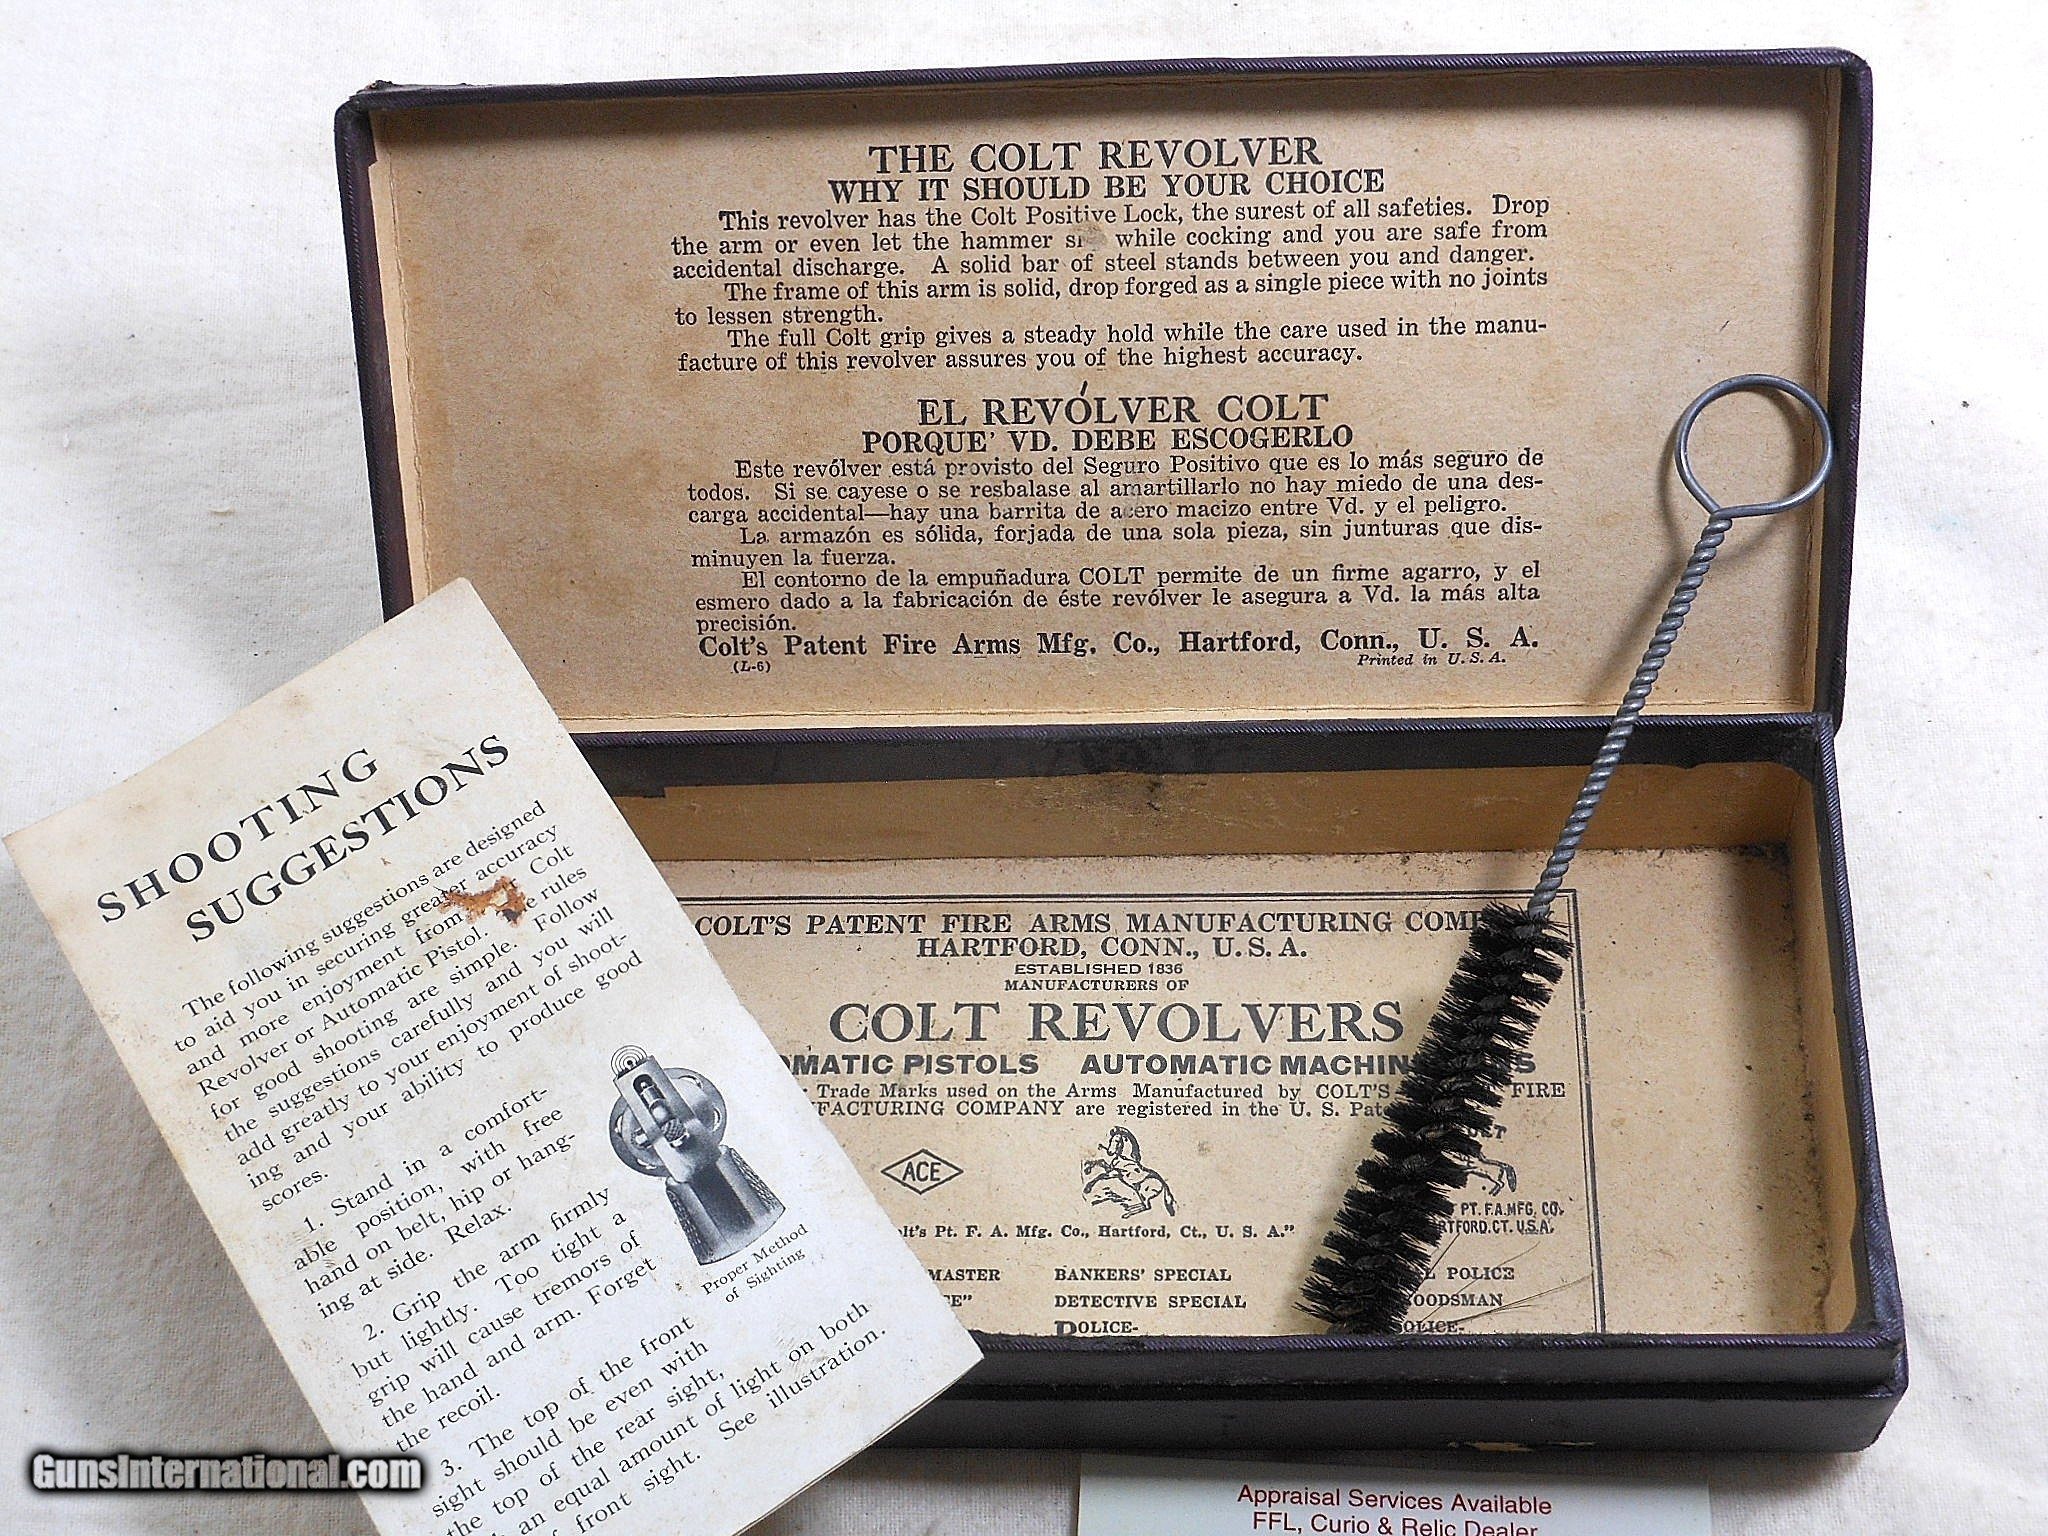 THE COLT REVOLVER
WHY IT SHOULD BE YOUR CHOICE
This revolver has the Colt Positive Lock, the surest of all safeties. Drop
the arm or even let the hammer while cocking and you are safe from
accidental discharge. A solid bar of steel stands between you and danger.
The frame of this arm is solid, drop forged as a single piece with no joints
to lessen strength.
The full Colt grip gives a steady hold while the care used in the manu-
facture of this revolver assures you of the highest accuracy.
EL REVÓLVER COLT
PORQUE' VD. DEBE ESCOGERLO
Este revólver está provisto del Seguro Positivo que es lo más seguro de
todos. Si se cayese o se resbalase al amartillarlo no hay miedo de una des-
carga accidental—hay una barrita de acero macizo entre Vd. y el peligro.
La armazón es sólida, forjada de una sola pieza, sin junturas que dis-
minuyen la fuerza.
El contorno de la empuñadura COLT permite de un firme agarro, y el
esmero dado a la fabricación de éste revólver le asegura a Vd. la más alta
precisión.
Colt's Patent Fire Arms Mfg. Co., Hartford, Conn., U. S. A.
(L-6) Printed in U. S. A.
SHOOTING
SUGGESTIONS
The following suggestions are designed
to aid you in securing greater accuracy
and more enjoyment from Colt
Revolver or Automatic Pistol. rules
for good shooting are simple. Follow
the suggestions carefully and you will
add greatly to your enjoyment of shoot-
ing and your ability to produce good
scores.
1. Stand in a comfort-
able position, with free
hand on belt, hip or hang-
ing at side. Relax.
2. Grip the arm firmly
but lightly. Too tight a
grip will cause tremors of
the hand and arm. Forget
the recoil.
3. The top of the front
sight should be even with
the top of the rear sight,
an equal amount of light on both
front sight. See illustration.
Proper Method
of Sighting
COLT'S PATENT FIRE ARMS MANUFACTURING
HARTFORD, CONN., U. S. A.
ESTABLISHED 1836
MANUFACTURERS OF
COLT REVOLVERS
PISTOLS AUTOMATIC
Trade Marks used on the Arms Manufactured by COLT'S FIRE
COMPANY are registered in the U. S.
ACE
Pt. F. A. Mfg. Co., Hartford, Ct., U. S. A."
PT. F.A. MFG. CO.
CT. U.S.A.
MASTER BANKERS' SPECIAL POLICE
DETECTIVE SPECIAL
POLICE-
GunsInternational.com
Appraisal Services Available
FFL, Curio & Relic Dealer